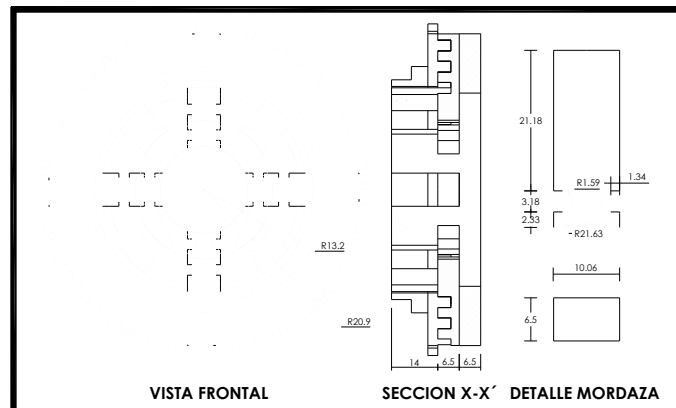 21.18
R1.59
1.34
3.18
2.33
R21.63
R13.2
10.06
6.5
R20.9
14
6.5
6.5
VISTA FRONTAL
SECCION X-X´
DETALLE MORDAZA